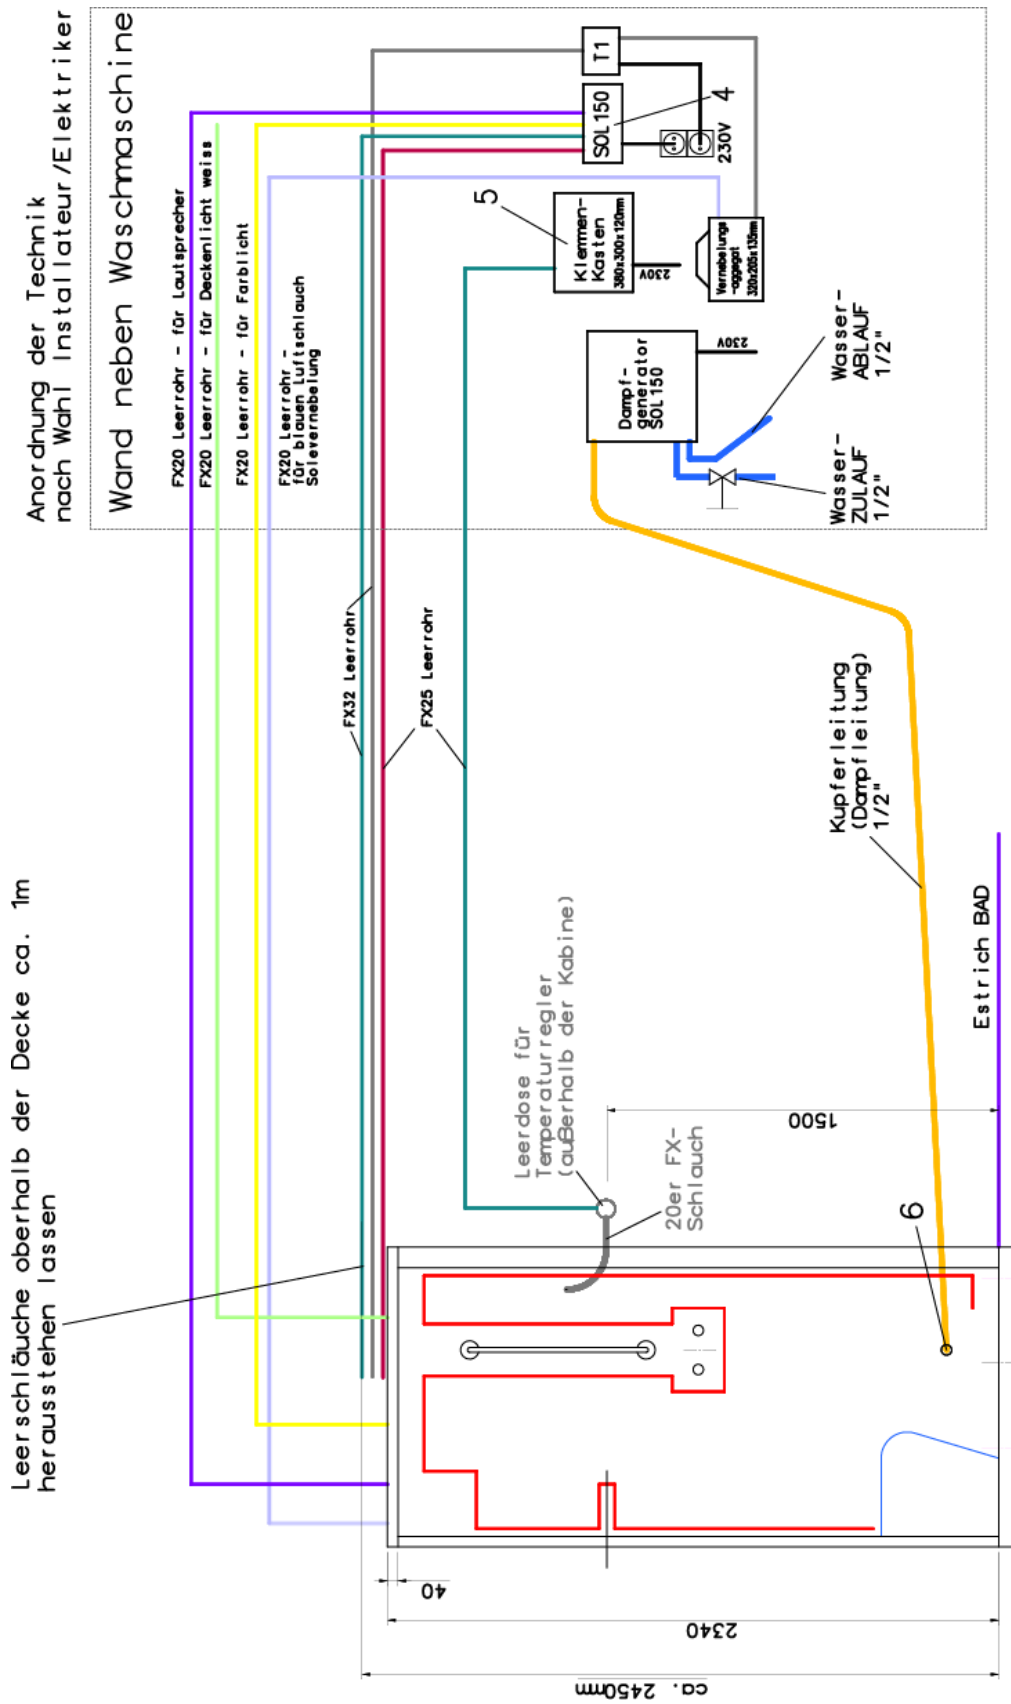 Anordnung der Technik
nach Wahl Installateur/Elektriker
Wand neben Waschmaschine
FX20 Leerrohr - für Lautsprecher
FX20 Leerrohr - für Deckenlicht weiss
FX20 Leerrohr - für Farblicht
FX20 Leerrohr -
für blauen Luftschlauch
Solevernebelung
T1
SOL150
4
230V
5
Klemmen-
Kasten
380x300x120mm
230V
Vernebelungs
-aggegat
320x205x135mm
Dampf-
generator
SOL150
230V
Wasser-
ABLAUF
1/2"
Wasser-
ZULAUF
1/2"
FX32 Leerrohr
FX25 Leerrohr
Kupferleitung
(Dampfleitung)
1/2"
Leerschläuche oberhalb der Decke ca. 1m
herausstehen lassen
Leerdose für
Temperaturregler
(außerhalb der Kabine)
20er FX-
Schlauch
1500
Estrich BAD
6
40
2340
ca. 2450mm